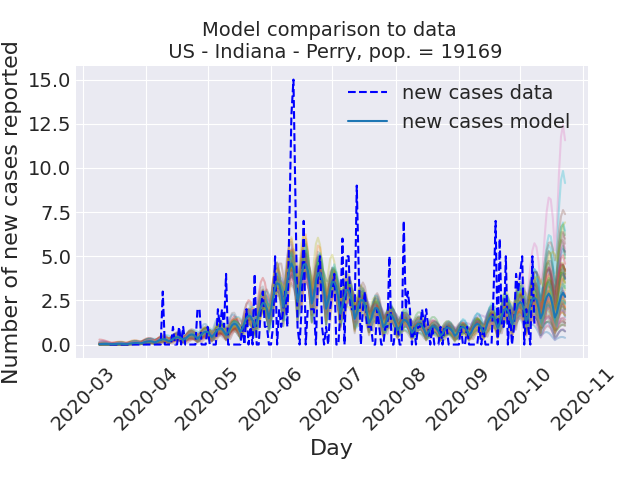 Model comparison to data
US - Indiana - Perry, pop. = 19169
Number of new cases reported
15.0
12.5
10.0
7.5
5.0
2.5
0.0
new cases data
new cases model
2020-03
2020-04
2020-05
2020-06
2020-07
2020-08
2020-09
2020-10
2020-11
Day